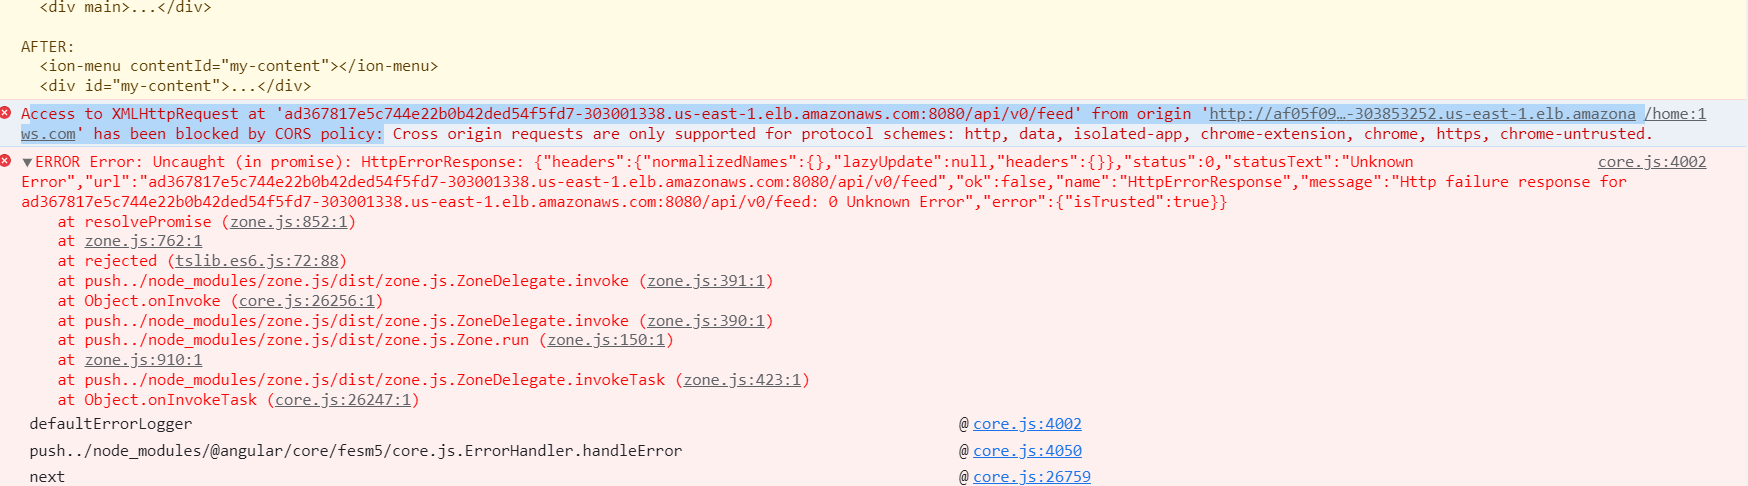 <div main>...</div>
AFTER:
<ion-menu contentId="my-content"></ion-menu>
<div id="my-content">...</div>
Access to XMLHttpRequest at 'ad367817e5c744e22b0b42ded54f5fd7-303001338.us-east-1.elb.amazonaws.com:8080/api/v0/feed' from origin 'http://af05f09…-303853252.us-east-1.elb.amazona /home:1
ws.com' has been blocked by CORS policy: Cross origin requests are only supported for protocol schemes: http, data, isolated-app, chrome-extension, chrome, https, chrome-untrusted.
▼ERROR Error: Uncaught (in promise): HttpErrorResponse: {"headers":{"normalizedNames":{},"lazyUpdate":null,"headers":{}},"status":0,"statusText":"Unknown core.js:4002
Error","url":"ad367817e5c744e22b0b42ded54f5fd7-303001338.us-east-1.elb.amazonaws.com:8080/api/v0/feed","ok":false,"name":"HttpErrorResponse","message":"Http failure response for
ad367817e5c744e22b0b42ded54f5fd7-303001338.us-east-1.elb.amazonaws.com:8080/api/v0/feed: 0 Unknown Error","error":{"isTrusted":true}}
at resolvePromise (zone.js:852:1)
at zone.js:762:1
at rejected (tslib.es6.js:72:88)
at push../node_modules/zone.js/dist/zone.js.ZoneDelegate.invoke (zone.js:391:1)
at Object.onInvoke (core.js:26256:1)
at push../node_modules/zone.js/dist/zone.js.ZoneDelegate.invoke (zone.js:390:1)
at push../node_modules/zone.js/dist/zone.js.Zone.run (zone.js:150:1)
at zone.js:910:1
at push../node_modules/zone.js/dist/zone.js.ZoneDelegate.invokeTask (zone.js:423:1)
at Object.onInvokeTask (core.js:26247:1)
defaultErrorLogger @ core.js:4002
push../node_modules/@angular/core/fesm5/core.js.ErrorHandler.handleError @ core.js:4050
next @ core.js:26759